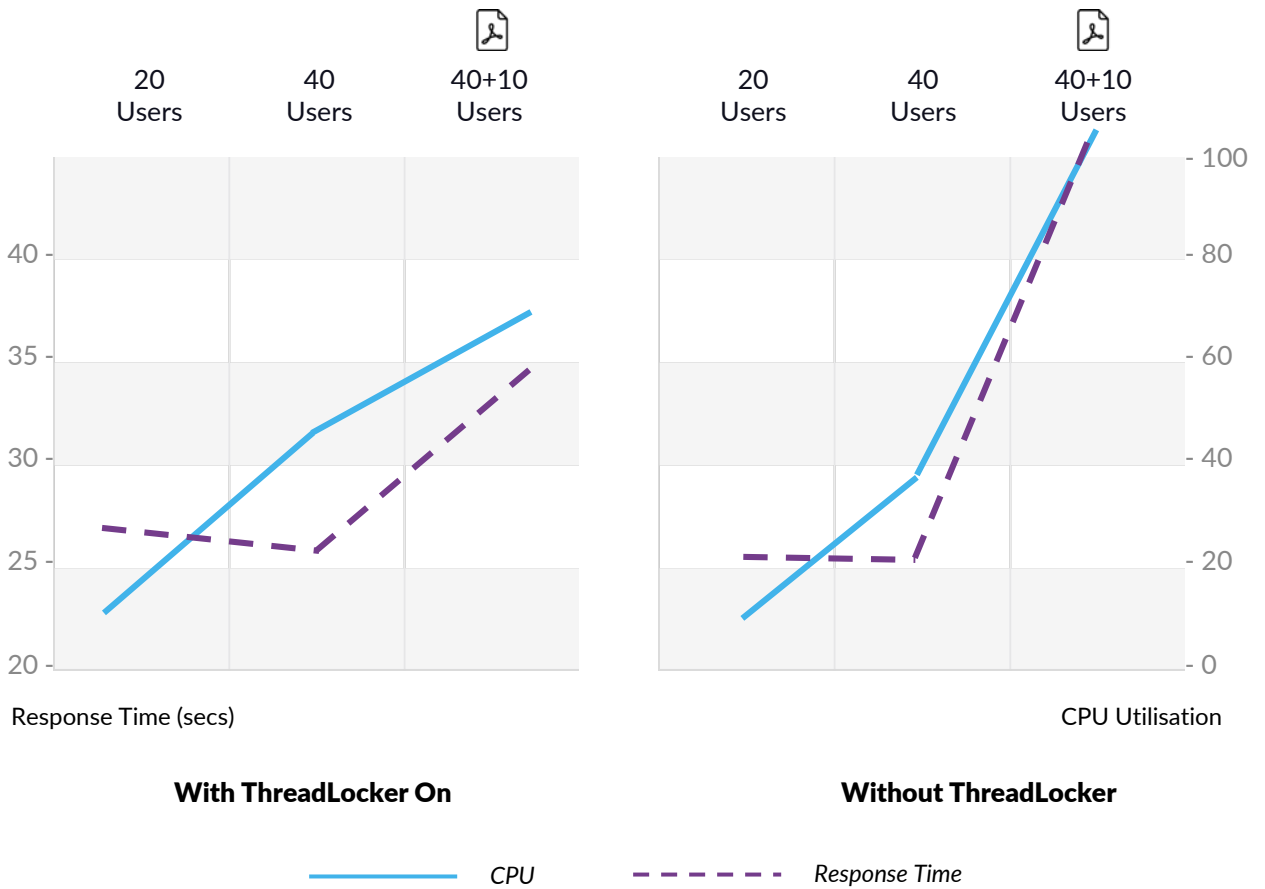 20
Users
40
Users
40+10
Users
20
Users
40
Users
40+10
Users
40
35
30
25
20
100
80
60
40
20
0
Response Time (secs)
CPU Utilisation
With ThreadLocker On
Without ThreadLocker
CPU
Response Time